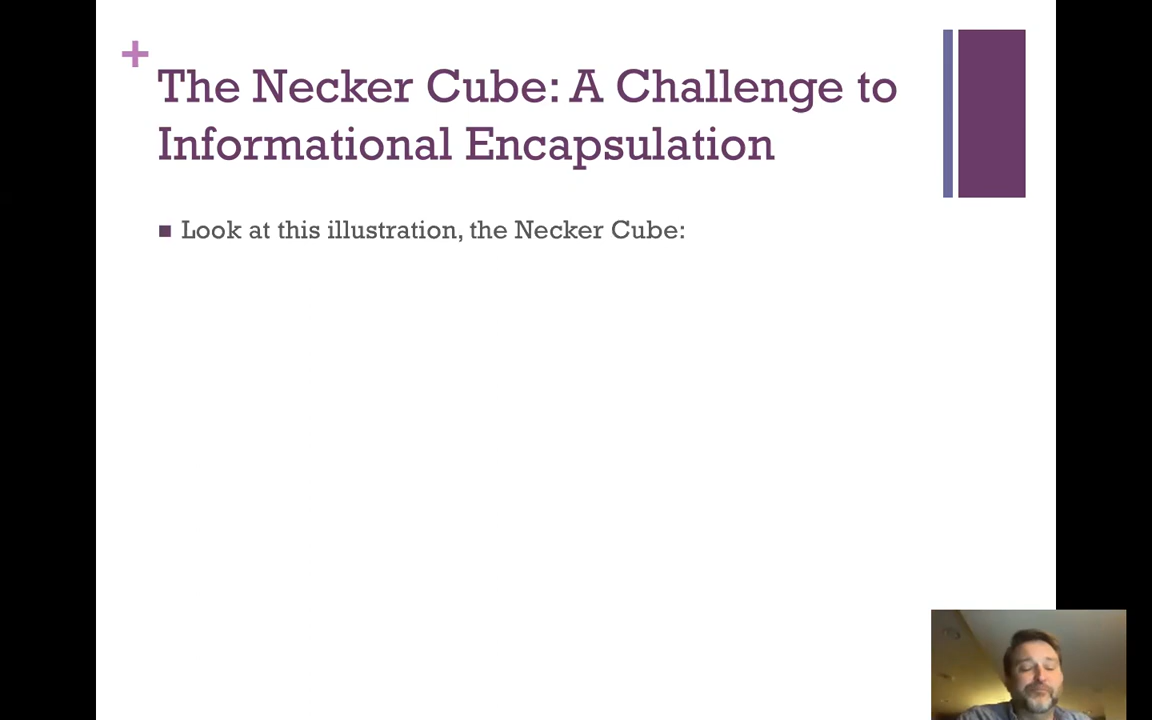 The Necker Cube: A Challenge to
Informational Encapsulation
Look at this illustration, the Necker Cube: